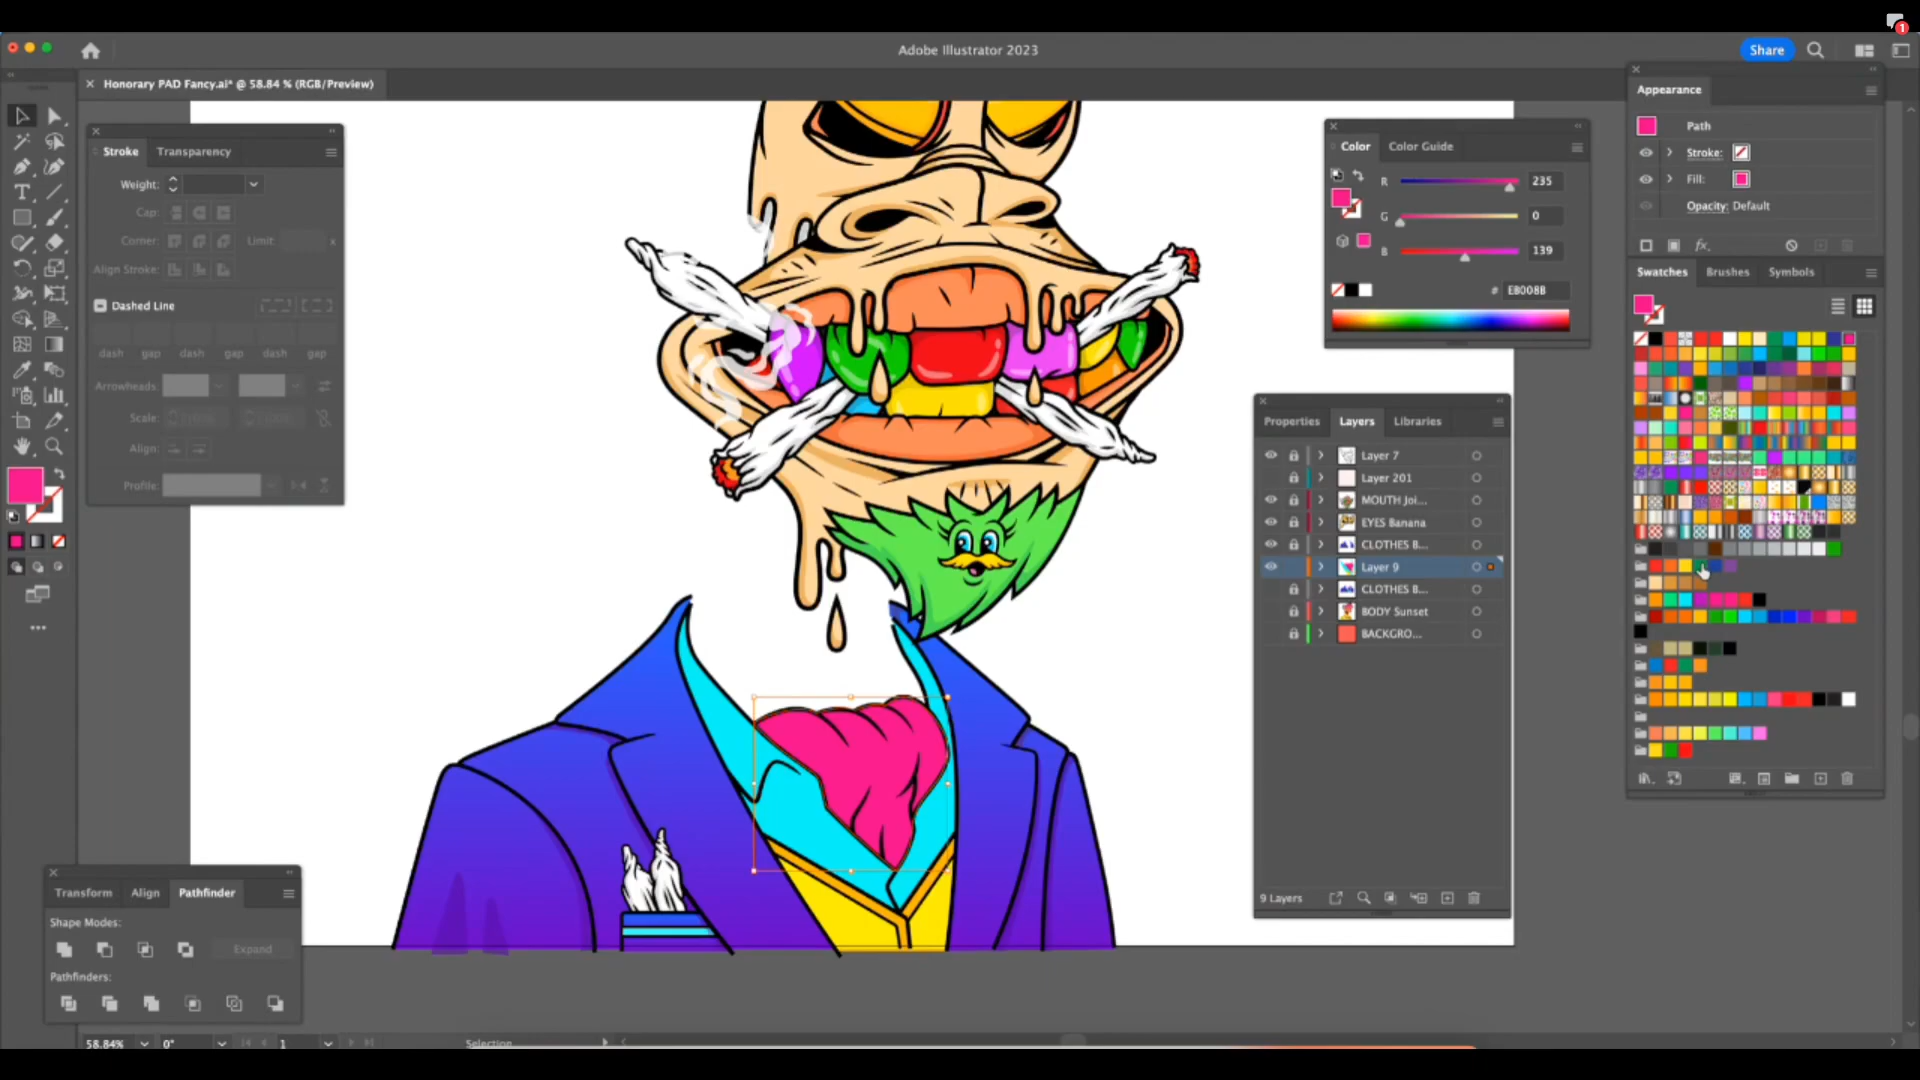 1
Adobe Illustrator 2023
Share
Honorary PAD Fancy.ai* @ 58.84 % (RGB/Preview)
Stroke Transparency
Weight:
Cap:
Corner: Limit: x
Align Stroke:
Dashed Line
dash gap dash gap dash gap
Arrowheads:
Scale:
Align:
Profile:
Transform Align Pathfinder
Shape Modes:
Expand
Pathfinders:
58.84% 0° 1 Selection
Color Color Guide
R 235
G 0
B 139
# EB008B
Properties Layers Libraries
Layer 7
Layer 201
MOUTH Joi...
EYES Banana
CLOTHES B...
Layer 9
CLOTHES B...
BODY Sunset
BACKGRO...
9 Layers
Appearance
Path
Stroke:
Fill:
Opacity: Default
fx
Swatches Brushes Symbols